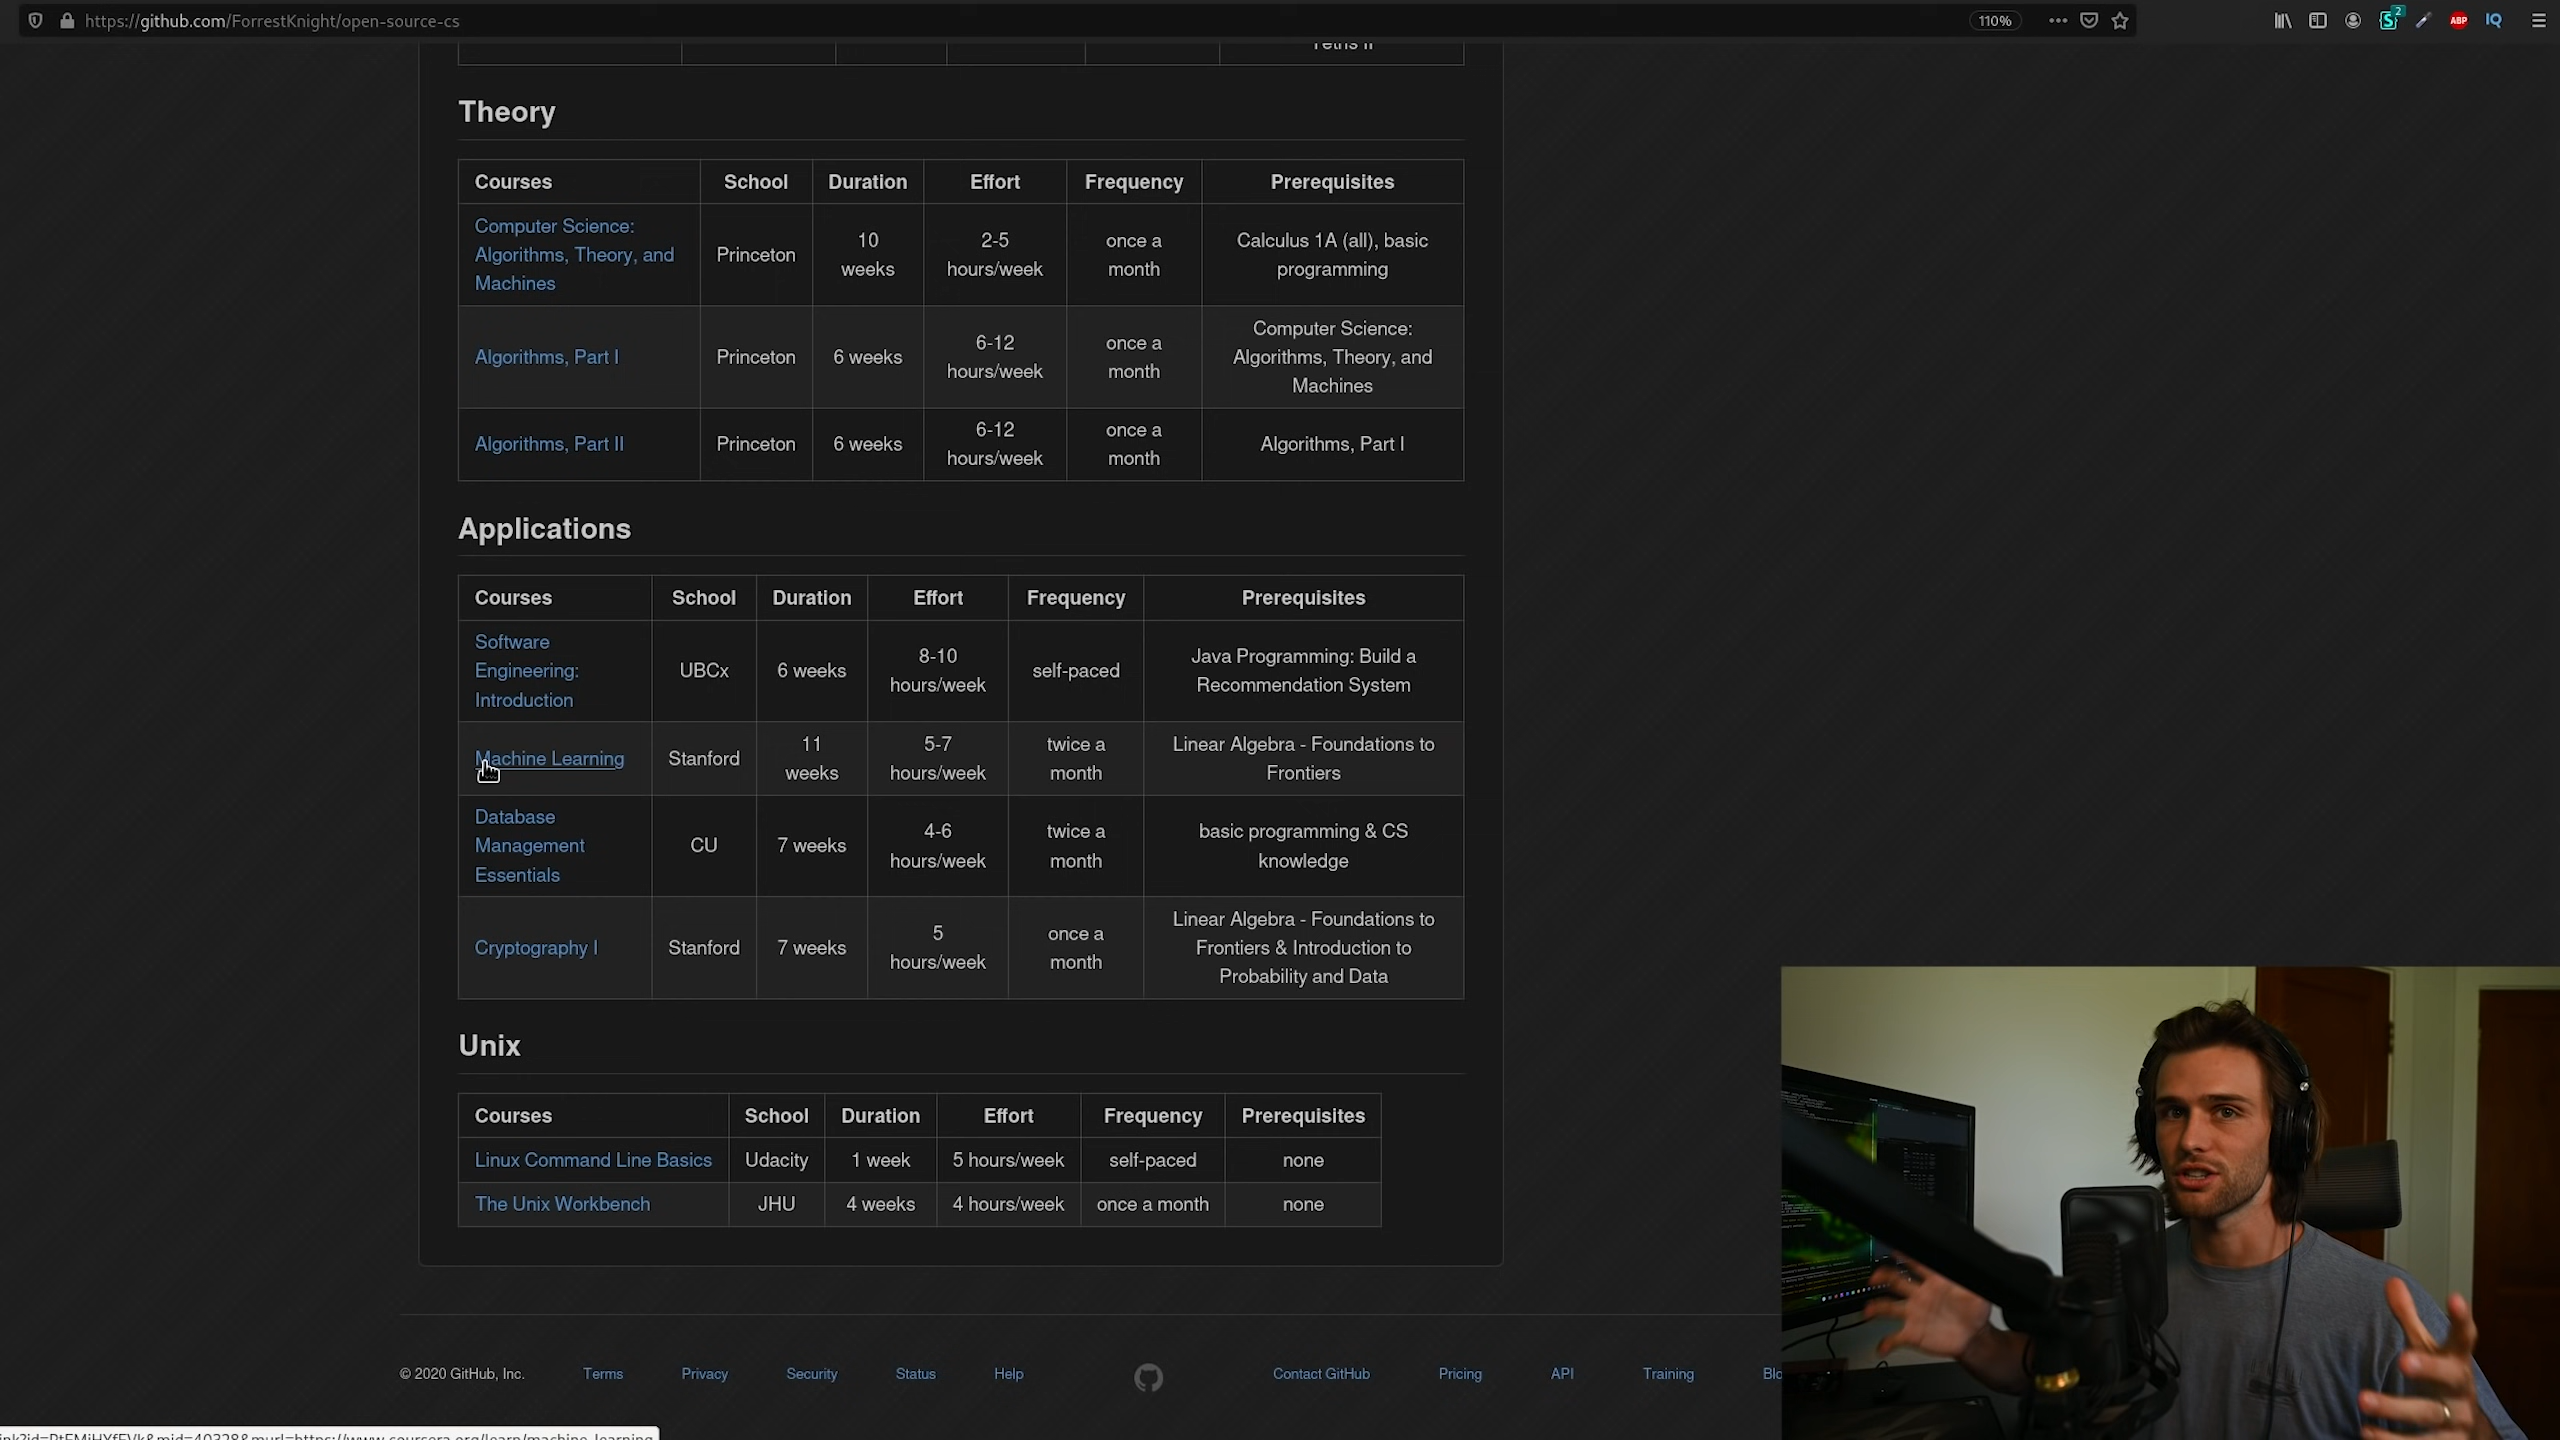 https://github.com/ForrestKnight/open-source-cs
110%
2
ABP
IQ
Tetris II
Theory
Courses School Duration Effort Frequency Prerequisites
Computer Science:
Algorithms, Theory, and
Machines
Princeton
10
weeks
2-5
hours/week
once a
month
Calculus 1A (all), basic
programming
Algorithms, Part I
Princeton
6 weeks
6-12
hours/week
once a
month
Computer Science:
Algorithms, Theory, and
Machines
Algorithms, Part II
Princeton
6 weeks
6-12
hours/week
once a
month
Algorithms, Part I
Applications
Courses School Duration Effort Frequency Prerequisites
Software
Engineering:
Introduction
UBCx
6 weeks
8-10
hours/week
self-paced
Java Programming: Build a
Recommendation System
Machine Learning
Stanford
11
weeks
5-7
hours/week
twice a
month
Linear Algebra - Foundations to
Frontiers
Database
Management
Essentials
CU
7 weeks
4-6
hours/week
twice a
month
basic programming & CS
knowledge
Cryptography I
Stanford
7 weeks
5
hours/week
once a
month
Linear Algebra - Foundations to
Frontiers & Introduction to
Probability and Data
Unix
Courses School Duration Effort Frequency Prerequisites
Linux Command Line Basics Udacity 1 week 5 hours/week self-paced none
The Unix Workbench JHU 4 weeks 4 hours/week once a month none
© 2020 GitHub, Inc. Terms Privacy Security Status Help Contact GitHub Pricing API Training Blo